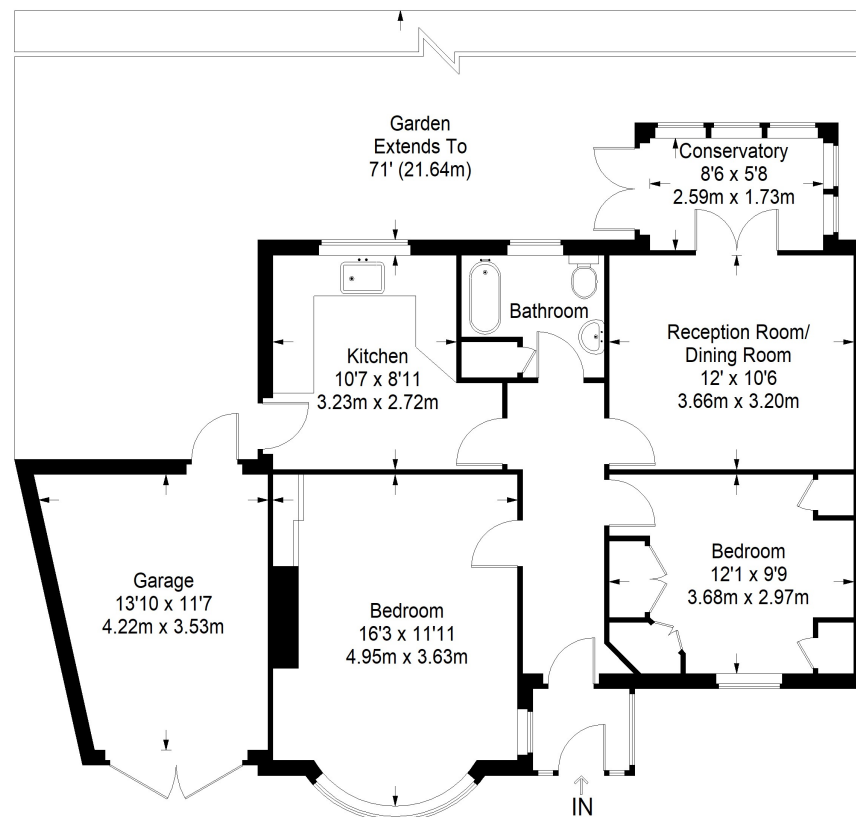 Garden
Extends To
71' (21.64m)
Conservatory
8'6 x 5'8
2.59m x 1.73m
Bathroom
Kitchen
10'7 x 8'11
3.23m x 2.72m
Reception Room/
Dining Room
12' x 10'6
3.66m x 3.20m
Garage
13'10 x 11'7
4.22m x 3.53m
Bedroom
16'3 x 11'11
4.95m x 3.63m
Bedroom
12'1 x 9'9
3.68m x 2.97m
IN